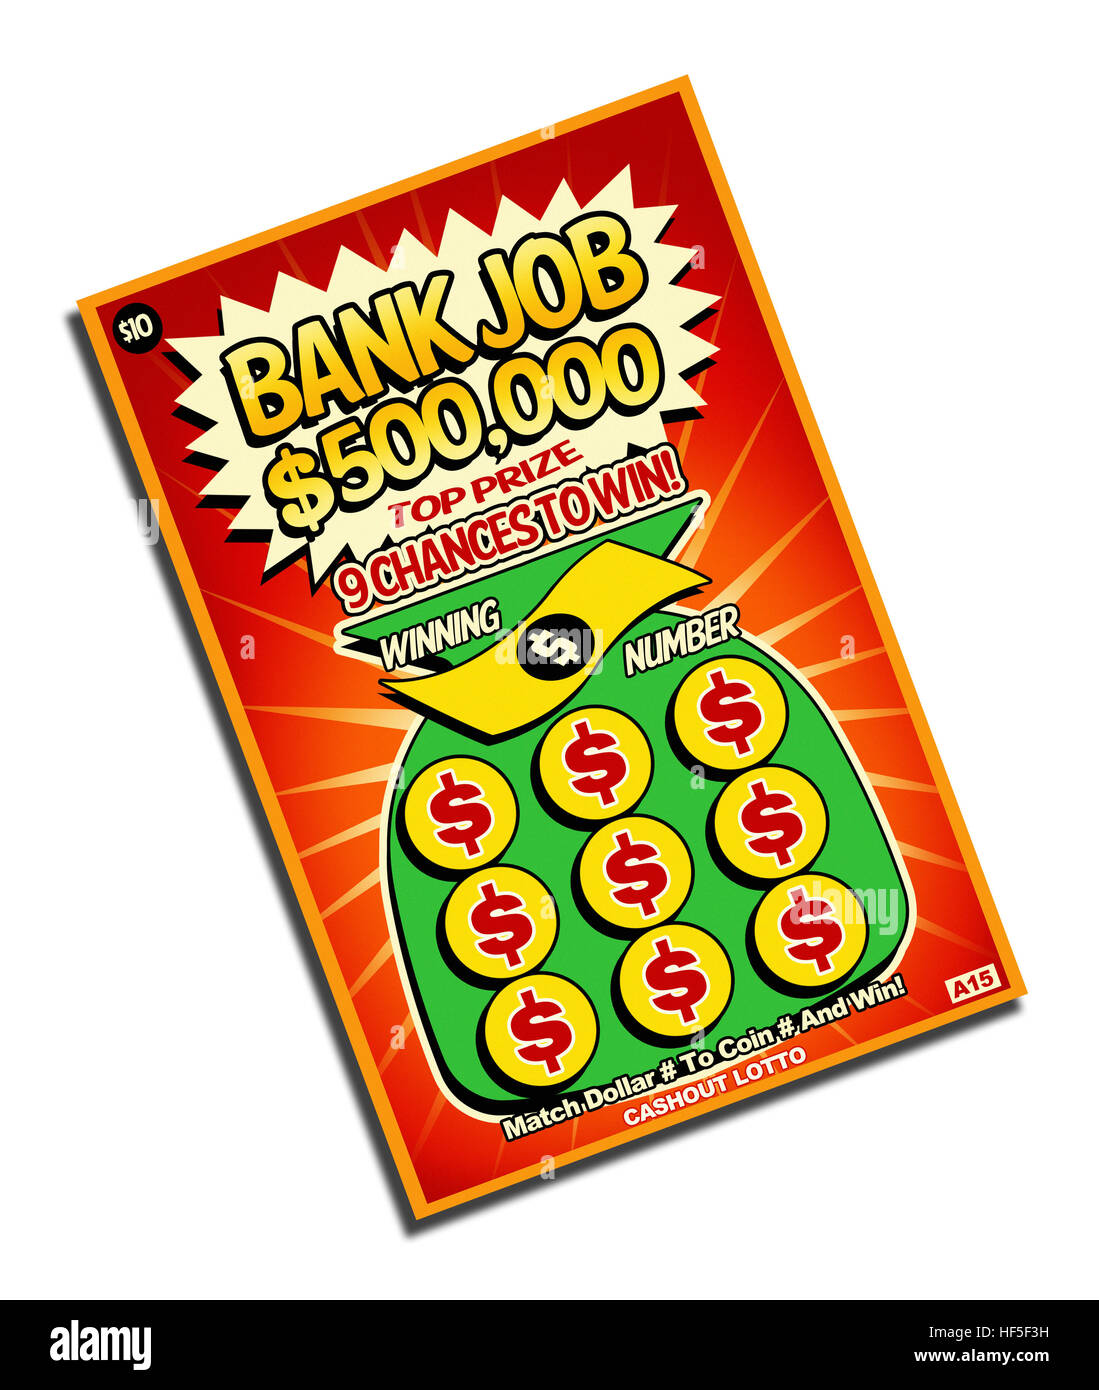 $10
BANK JOB
$500,000
TOP PRIZE
9 CHANCES TO WIN!
WINNING $ NUMBER
$ $ $
$ $ $
$ $ $
Match Dollar # To Coin #, And Win!
CASHOUT LOTTO
A15
a
a
a
a
alamy
Image ID: HF5F3H
www.alamy.com